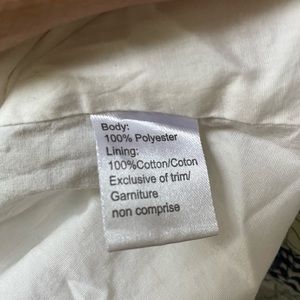 Body:
100% Polyester
Lining:
100%Cotton/Coton
Exclusive of trim/
Garniture
non comprise